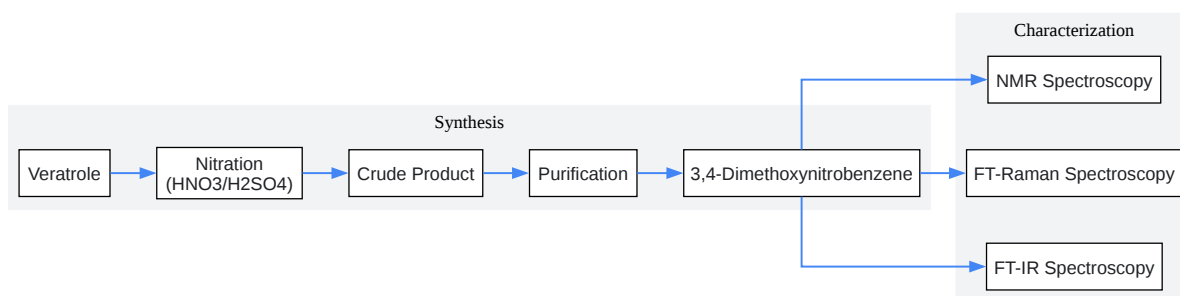 Characterization
NMR Spectroscopy
Synthesis
Veratrole
Nitration
(HNO3/H2SO4)
Crude Product
Purification
3,4-Dimethoxynitrobenzene
FT-Raman Spectroscopy
FT-IR Spectroscopy